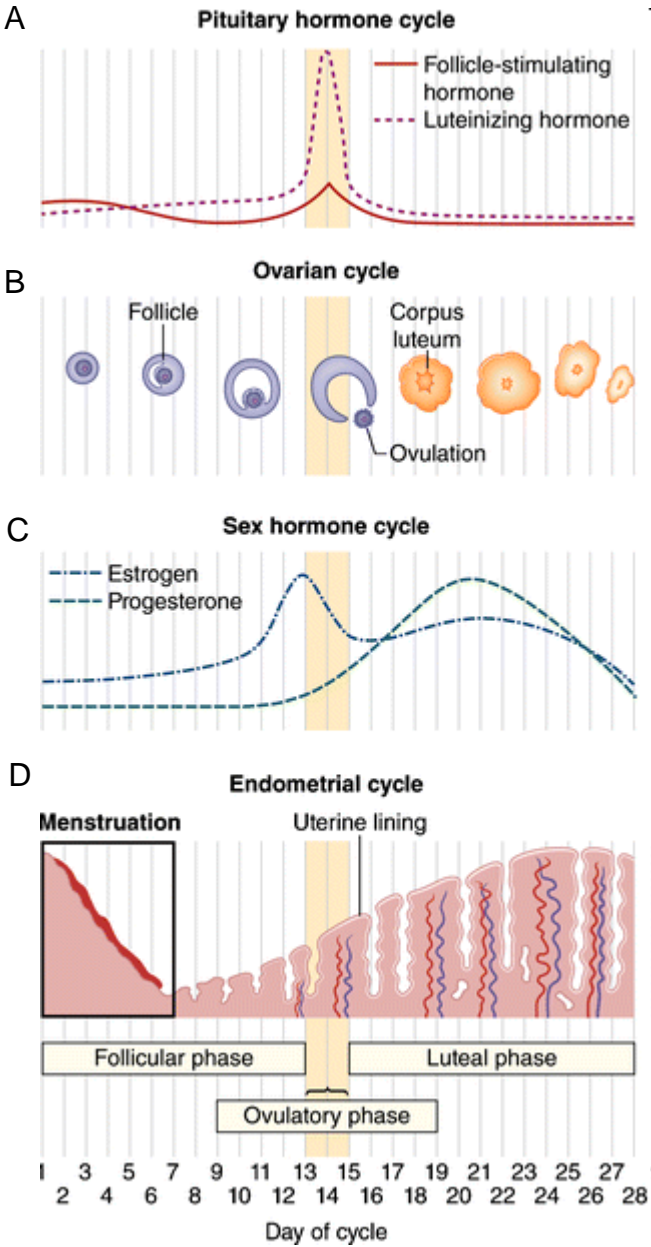 A
Pituitary hormone cycle
Follicle-stimulating
hormone
Luteinizing hormone
B
Ovarian cycle
Follicle
Corpus
luteum
Ovulation
C
Sex hormone cycle
Estrogen
Progesterone
D
Endometrial cycle
Menstruation
Uterine lining
Follicular phase
Luteal phase
Ovulatory phase
1 3 5 7 9 11 13 15 17 19 21 23 25 27
2 4 6 8 10 12 14 16 18 20 22 24 26 28
Day of cycle